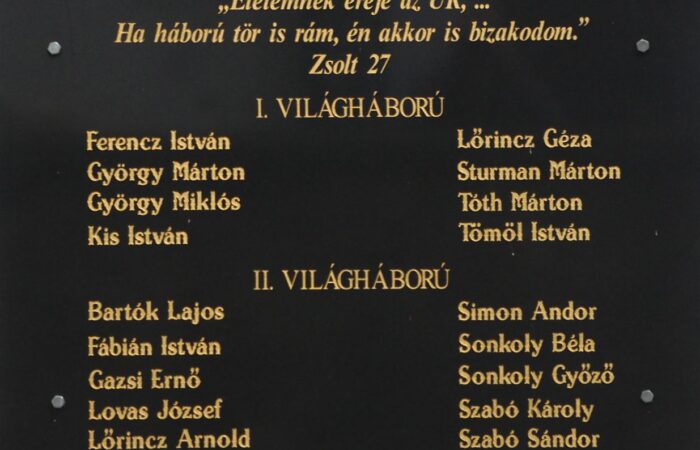 „Életemnek ereje az ÚR, ...
Ha háború tör is rám, én akkor is bizakodom.”
Zsolt 27
I. VILÁGHÁBORÚ
Ferencz István
György Márton
György Miklós
Kis István
Lőrincz Géza
Sturman Márton
Tóth Márton
Tömöl István
II. VILÁGHÁBORÚ
Bartók Lajos
Fábián István
Gazsi Ernő
Lovas József
Lőrincz Arnold
Simon Andor
Sonkoly Béla
Sonkoly Győző
Szabó Károly
Szabó Sándor